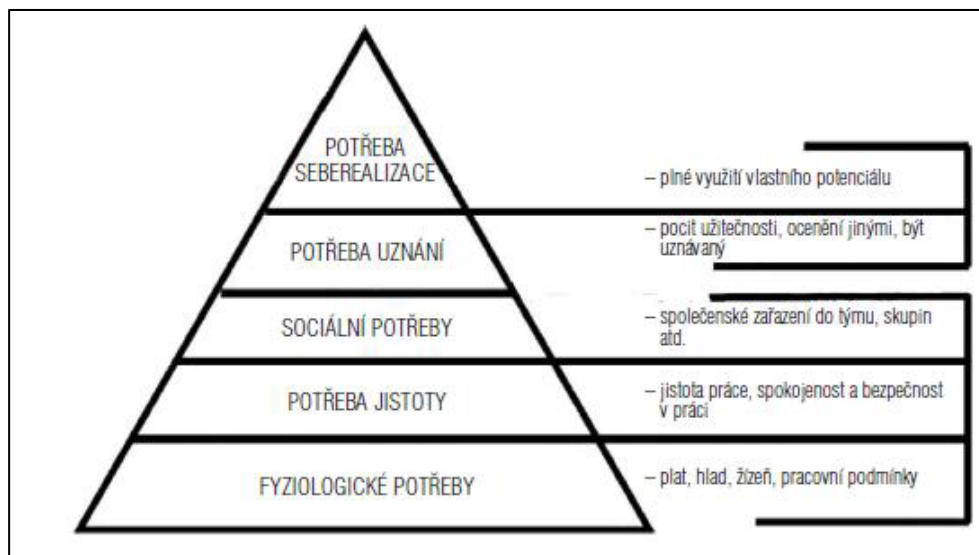 POTŘEBA
SEBEREALIZACE
– plné využití vlastního potenciálu
POTŘEBA UZNÁNÍ
– pocit užitečnosti, ocenění jinými, být
uznávaný
SOCIÁLNÍ POTŘEBY
– společenské zařazení do týmu, skupin
atd.
POTŘEBA JISTOTY
– jistota práce, spokojenost a bezpečnost
v práci
FYZIOLOGICKÉ POTŘEBY
– plat, hlad, žízeň, pracovní podmínky